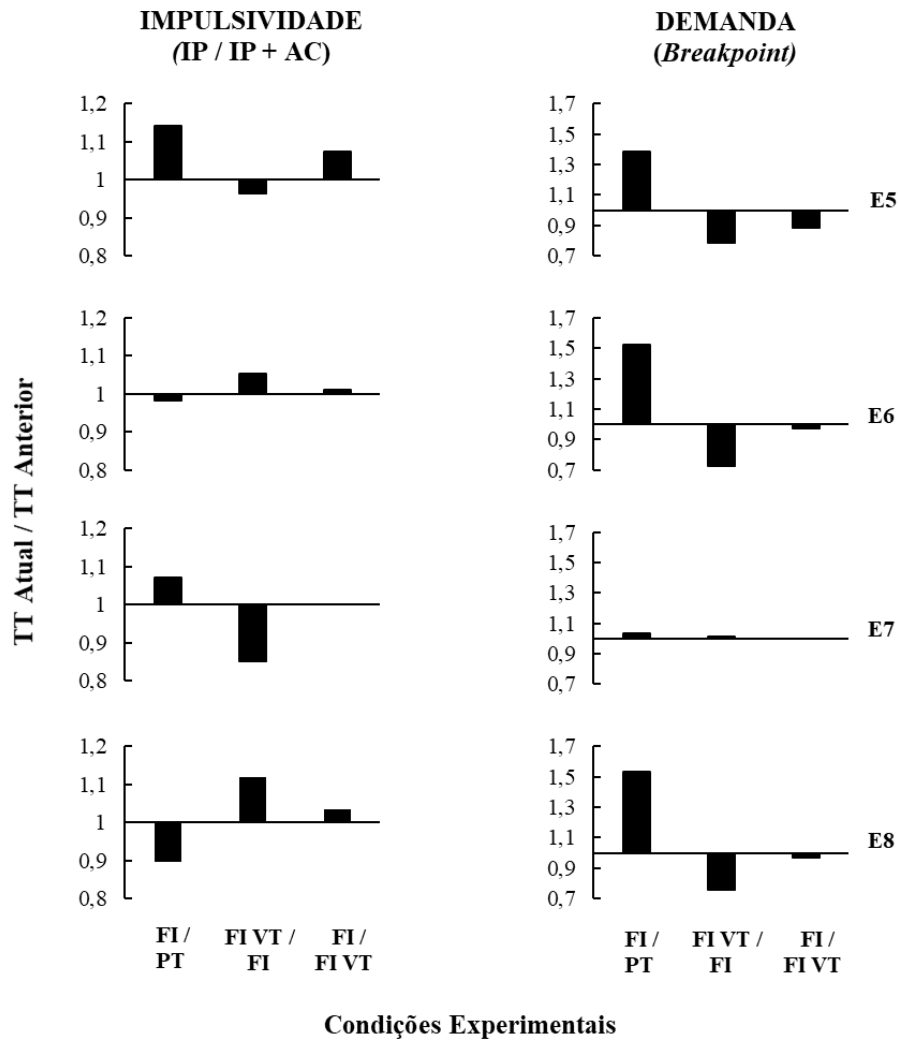 IMPULSIVIDADE
(IP / IP + AC)
DEMANDA
(Breakpoint)
1,2
1,1
1
0,9
0,8
1,7
1,5
1,3
1,1
0,9
0,7
E5
1,2
1,1
1
0,9
0,8
1,7
1,5
1,3
1,1
0,9
0,7
E6
TT Atual / TT Anterior
1,2
1,1
1
0,9
0,8
1,7
1,5
1,3
1,1
0,9
0,7
E7
1,2
1,1
1
0,9
0,8
1,7
1,5
1,3
1,1
0,9
0,7
E8
FI /
PT
FI VT /
FI
FI /
FI VT
FI /
PT
FI VT /
FI
FI /
FI VT
Condições Experimentais